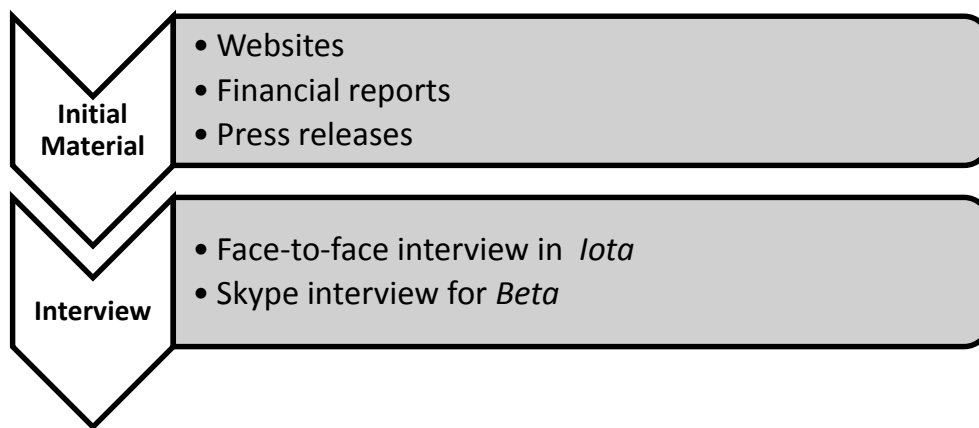 • Websites
• Financial reports
• Press releases
Initial
Material
• Face-to-face interview in Iota
• Skype interview for Beta
Interview